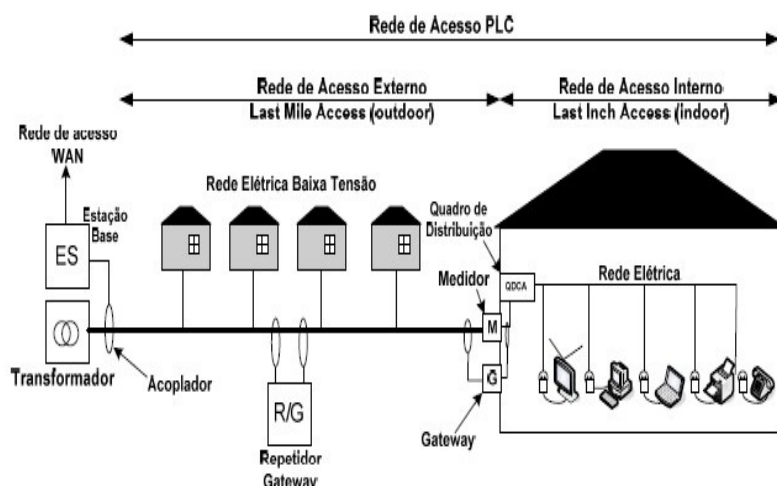 Rede de Acesso PLC
Rede de Acesso Externo
Last Mile Access (outdoor)
Rede de Acesso Interno
Last Inch Access (indoor)
Rede de acesso
WAN
Estação
Base
ES
Rede Elétrica Baixa Tensão
Quadro de
Distribuição
QDCA
Rede Elétrica
Medidor
M
Transformador
Acoplador
R/G
Repetidor
Gateway
G
Gateway